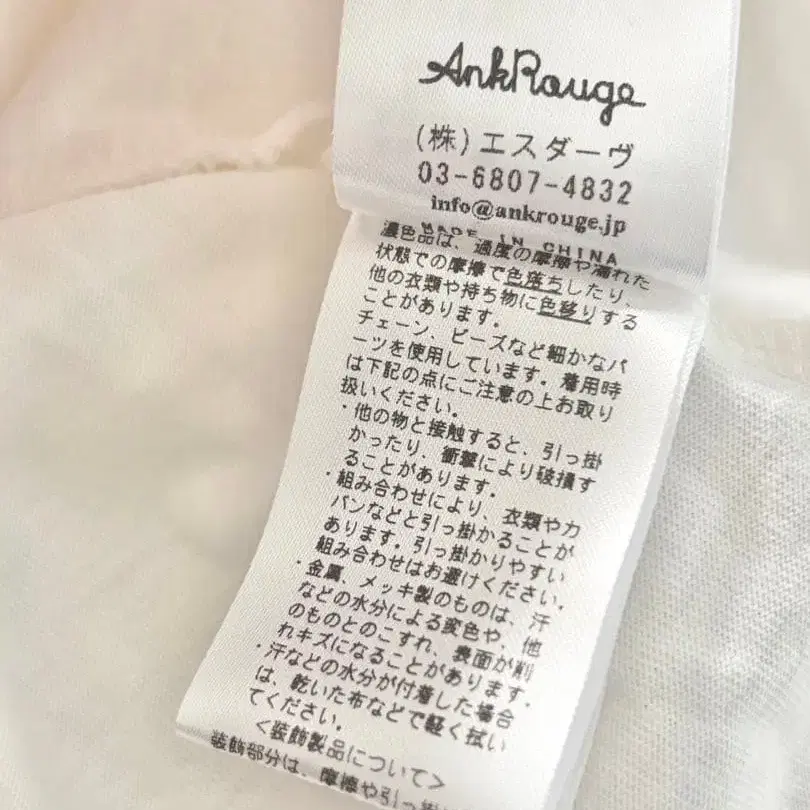 AnkRouge
(株)エスダーヴ
03-6807-4832
info@ankrouge.jp
MADE IN CHINA
濃色品は、過度の摩擦や濡れた
状態での摩擦で色落ちしたり、
他の衣類や持ち物に色移りする
ことがあります。
チェーン、ビーズなど細かなパ
ーツを使用しています。着用時
は下記の点にご注意の上お取り
扱いください。
・他の物と接触すると、引っ掛
かったり、衝撃により破損す
ることがあります。
・組み合わせにより、衣類やカ
バンなどと引っ掛かることが
あります。引っ掛かりやすい
組み合わせはお避けください。
・金属、メッキ製のものは、汗
などの水分による変色や、他
のものとのこすれ、表面が削
れキズになることがあります。
・汗などの水分が付着した場合
は、乾いた布などで軽く拭い
てください。
<装飾製品について>
装飾部分は、摩擦や引っ掛